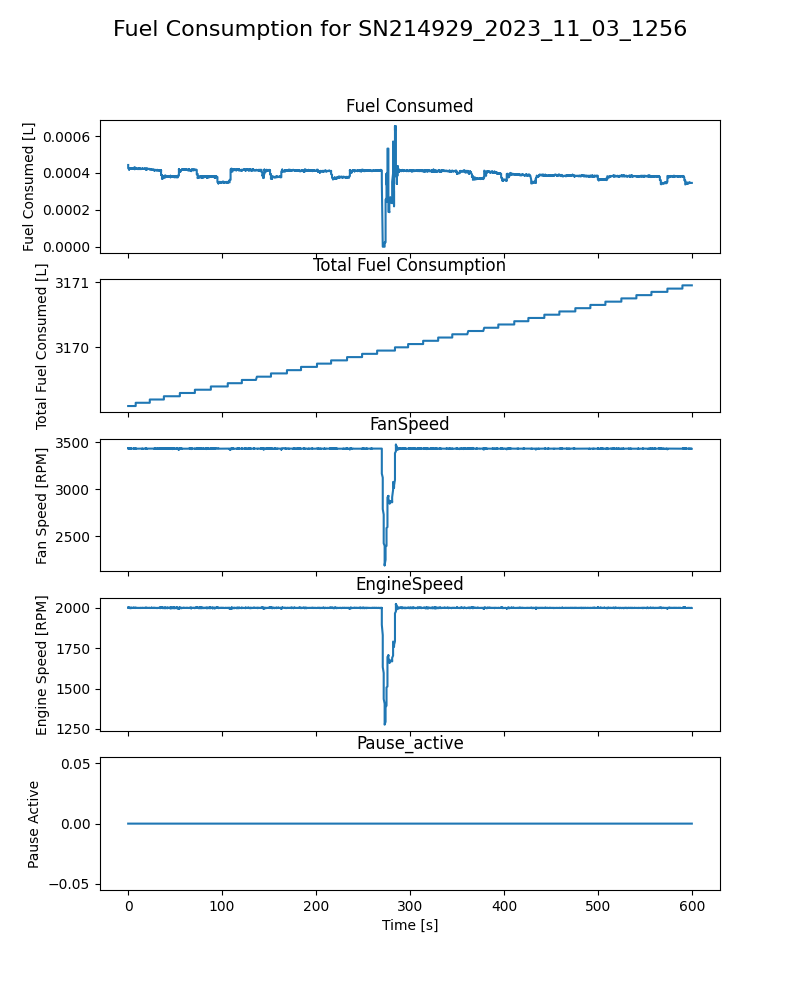 Fuel Consumption for SN214929_2023_11_03_1256
Fuel Consumed
Fuel Consumed [L]
0.0006
0.0004
0.0002
0.0000
Total Fuel Consumption
Total Fuel Consumed [L]
3171
3170
FanSpeed
Fan Speed [RPM]
3500
3000
2500
EngineSpeed
Engine Speed [RPM]
2000
1750
1500
1250
Pause_active
Pause Active
0.05
0.00
−0.05
0 100 200 300 400 500 600
Time [s]